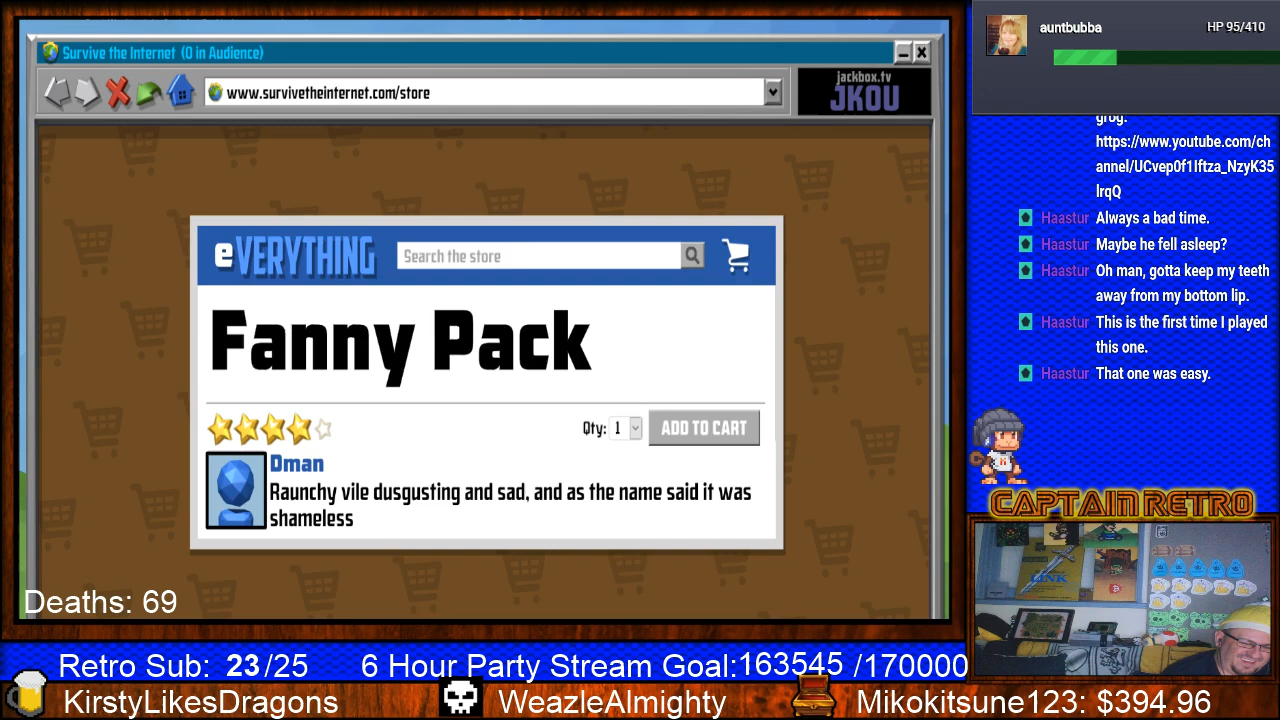 Survive the Internet (0 in Audience)
www.survivetheinternet.com/store
jackbox.tv
JKOU
eVERYTHING
Search the store
Fanny Pack
Qty: 1
ADD TO CART
Dman
Raunchy vile dusgusting and sad, and as the name said it was
shameless
Deaths: 69
auntbubba
HP 95/410
grog.
https://www.youtube.com/ch
annel/UCvep0f1Iftza_NzyK35
lrqQ
Haastur Always a bad time.
Haastur Maybe he fell asleep?
Haastur Oh man, gotta keep my teeth
away from my bottom lip.
Haastur This is the first time I played
this one.
Haastur That one was easy.
CAPTAIN RETRO
LINK
Retro Sub: 23/25
6 Hour Party Stream Goal:163545 /170000
KirstyLikesDragons
WeazleAlmighty
Mikokitsune123: $394.96